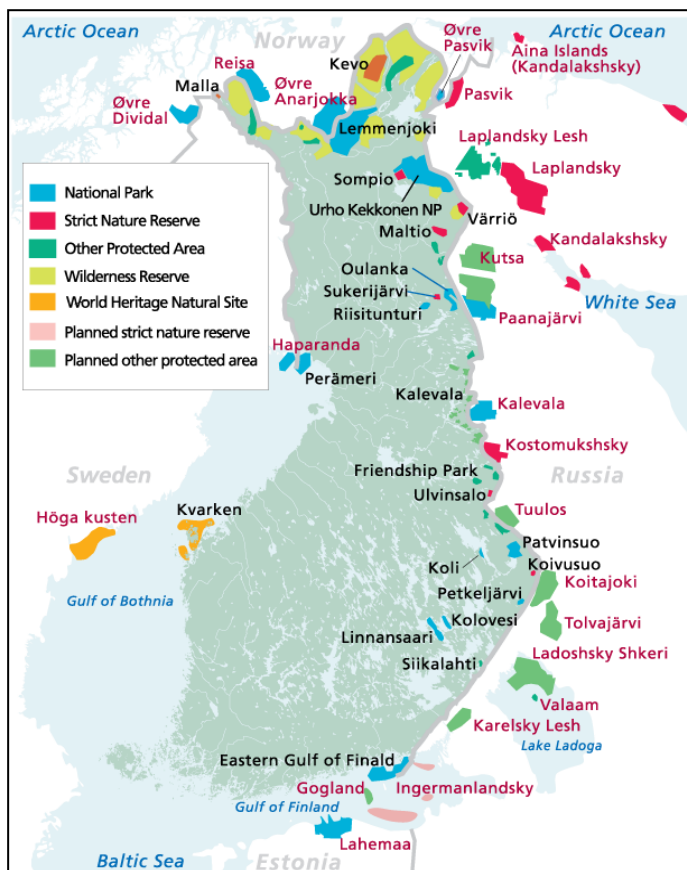 Arctic Ocean
Norway
Øvre
Pasvik
Arctic Ocean
Aina Islands
(Kandalakshsky)
Reisa
Kevo
Malla
Øvre
Anarjokka
Pasvik
Øvre
Dividal
Lemmenjoki
Laplandsky Lesh
Laplandsky
Sompio
Urho Kekkonen NP
Värriö
Maltio
Kandalakshsky
Kutsa
Oulanka
Sukerijärvi
Riisitunturi
White Sea
Paanajärvi
National Park
Strict Nature Reserve
Other Protected Area
Wilderness Reserve
World Heritage Natural Site
Planned strict nature reserve
Planned other protected area
Haparanda
Perämeri
Kalevala
Kalevala
Kostomukshsky
Friendship Park
Sweden
Russia
Ulvinsalo
Kvarken
Höga kusten
Tuulos
Patvinsuo
Koli
Koivusuo
Koitajoki
Gulf of Bothnia
Petkeljärvi
Kolovesi
Tolvajärvi
Linnansaari
Ladoshsky Shkeri
Siikalahti
Valaam
Karelsky Lesh
Lake Ladoga
Eastern Gulf of Finald
Gogland
Ingermanlandsky
Gulf of Finland
Lahemaa
Baltic Sea
Estonia